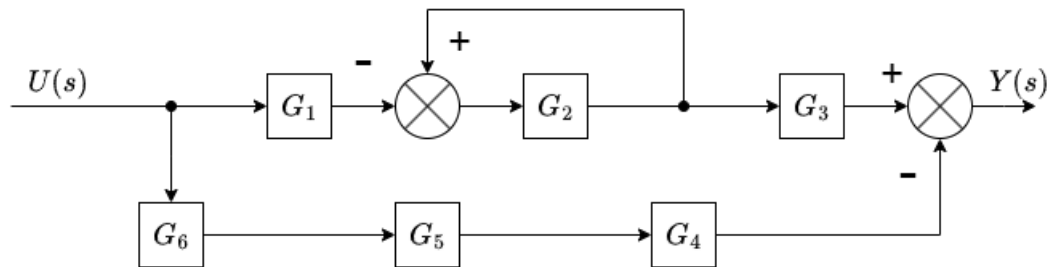 +
U(s) - + Y(s)
G₁ G₂ G₃
-
G₆ G₅ G₄